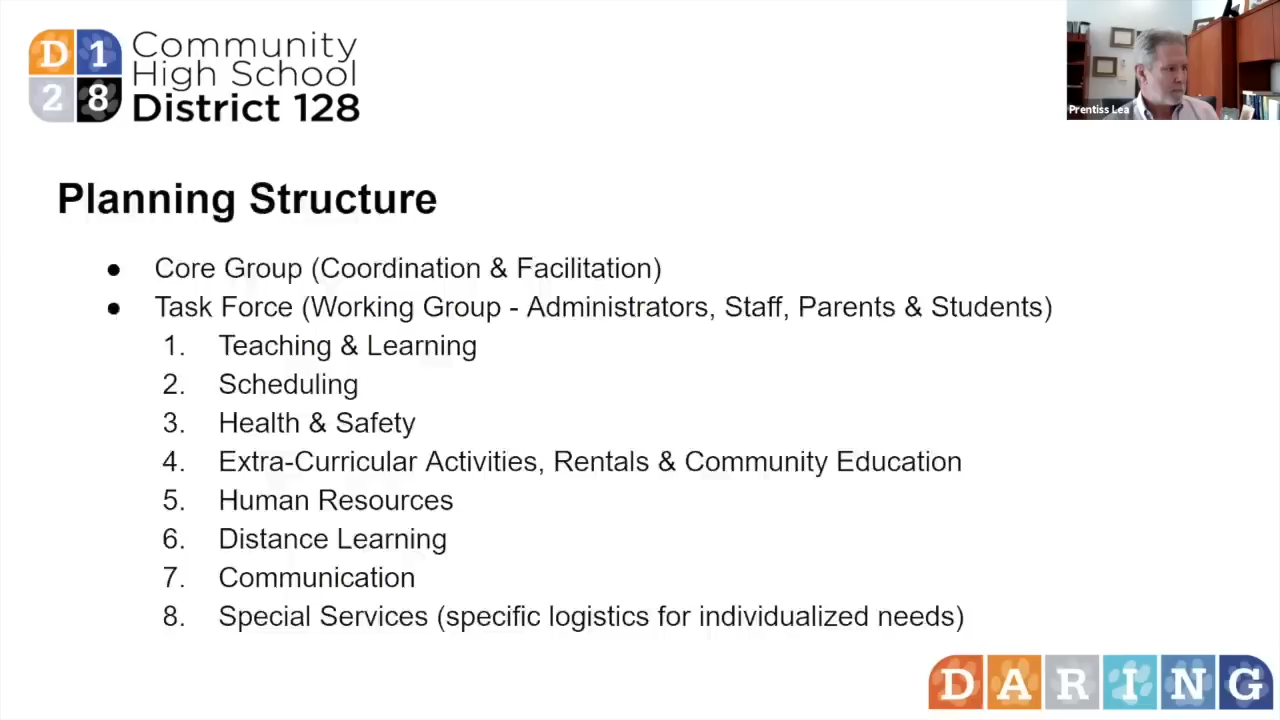 D 1
2 8
Community
High School
District 128
Prentiss Lea
Planning Structure
● Core Group (Coordination & Facilitation)
● Task Force (Working Group - Administrators, Staff, Parents & Students)
1. Teaching & Learning
2. Scheduling
3. Health & Safety
4. Extra-Curricular Activities, Rentals & Community Education
5. Human Resources
6. Distance Learning
7. Communication
8. Special Services (specific logistics for individualized needs)
DARING